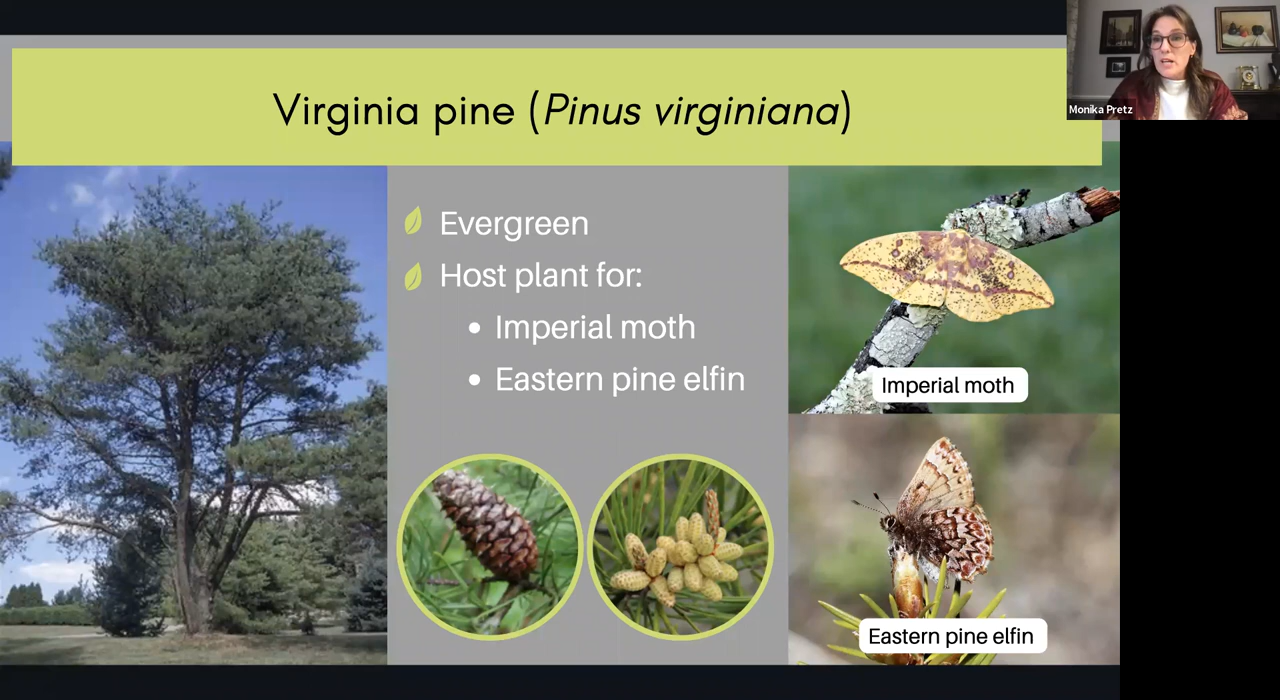 Virginia pine (Pinus virginiana)
Monika Pretz
Evergreen
Host plant for:
Imperial moth
Eastern pine elfin
Imperial moth
Eastern pine elfin